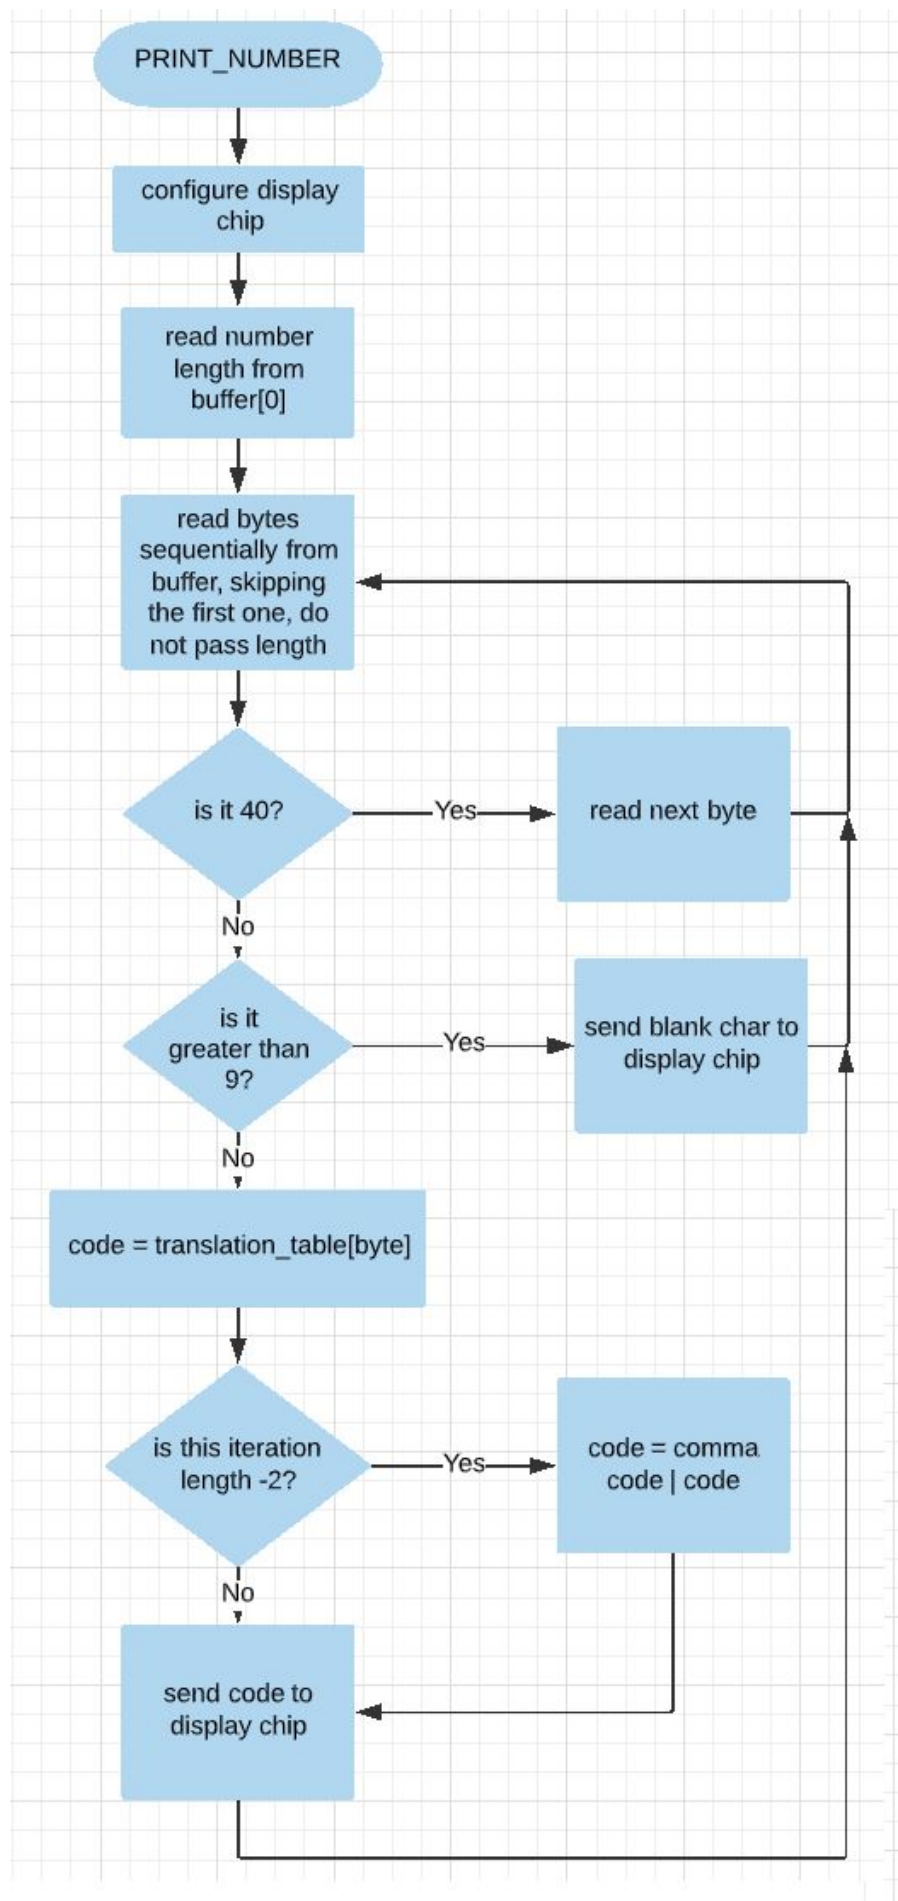 PRINT_NUMBER
configure display
chip
read number
length from
buffer[0]
read bytes
sequentially from
buffer, skipping
the first one, do
not pass length
is it 40?
Yes
read next byte
No
is it
greater than
9?
Yes
send blank char to
display chip
No
code = translation_table[byte]
is this iteration
length -2?
Yes
code = comma
code | code
No
send code to
display chip